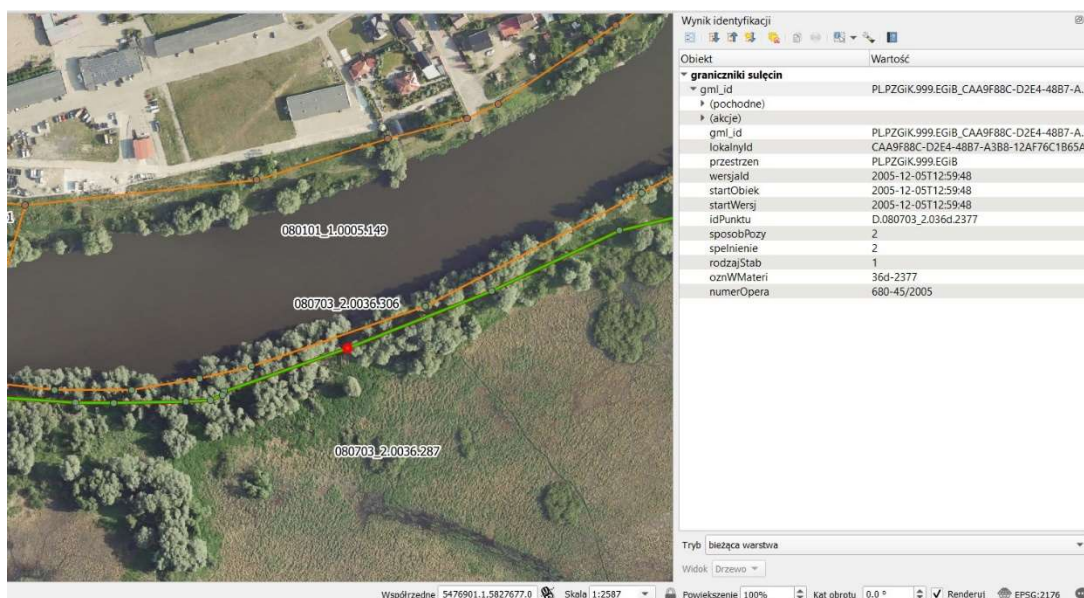 Wynik identyfikacji
Obiekt Wartość
graniczniki sulęcin
gml_id PL.PZGiK.999.EGiB_CAA9F88C-D2E4-48B7-A.
(pochodne)
(akcje)
gml_id PL.PZGiK.999.EGiB_CAA9F88C-D2E4-48B7-A.
lokalnyId CAA9F88C-D2E4-48B7-A3B8-12AF76C1B65A
przestrzen PL.PZGiK.999.EGiB
wersjaId 2005-12-05T12:59:48
startObiek 2005-12-05T12:59:48
startWersj 2005-12-05T12:59:48
idPunktu D.080703_2.036d.2377
sposobPozy 2
spelnienie 2
rodzajStab 1
oznWMateri 36d-2377
numerOpera 680-45/2005
1
080101_1.0005.149
080703_2.0036.306
080703_2.0036.287
Tryb bieżąca warstwa
Widok Drzewo
Współrzędne 5476901.1,5827677.0 Skala 1:2587 Powiększenie 100% Kąt obrotu 0.0 ° Renderuj EPSG:2176